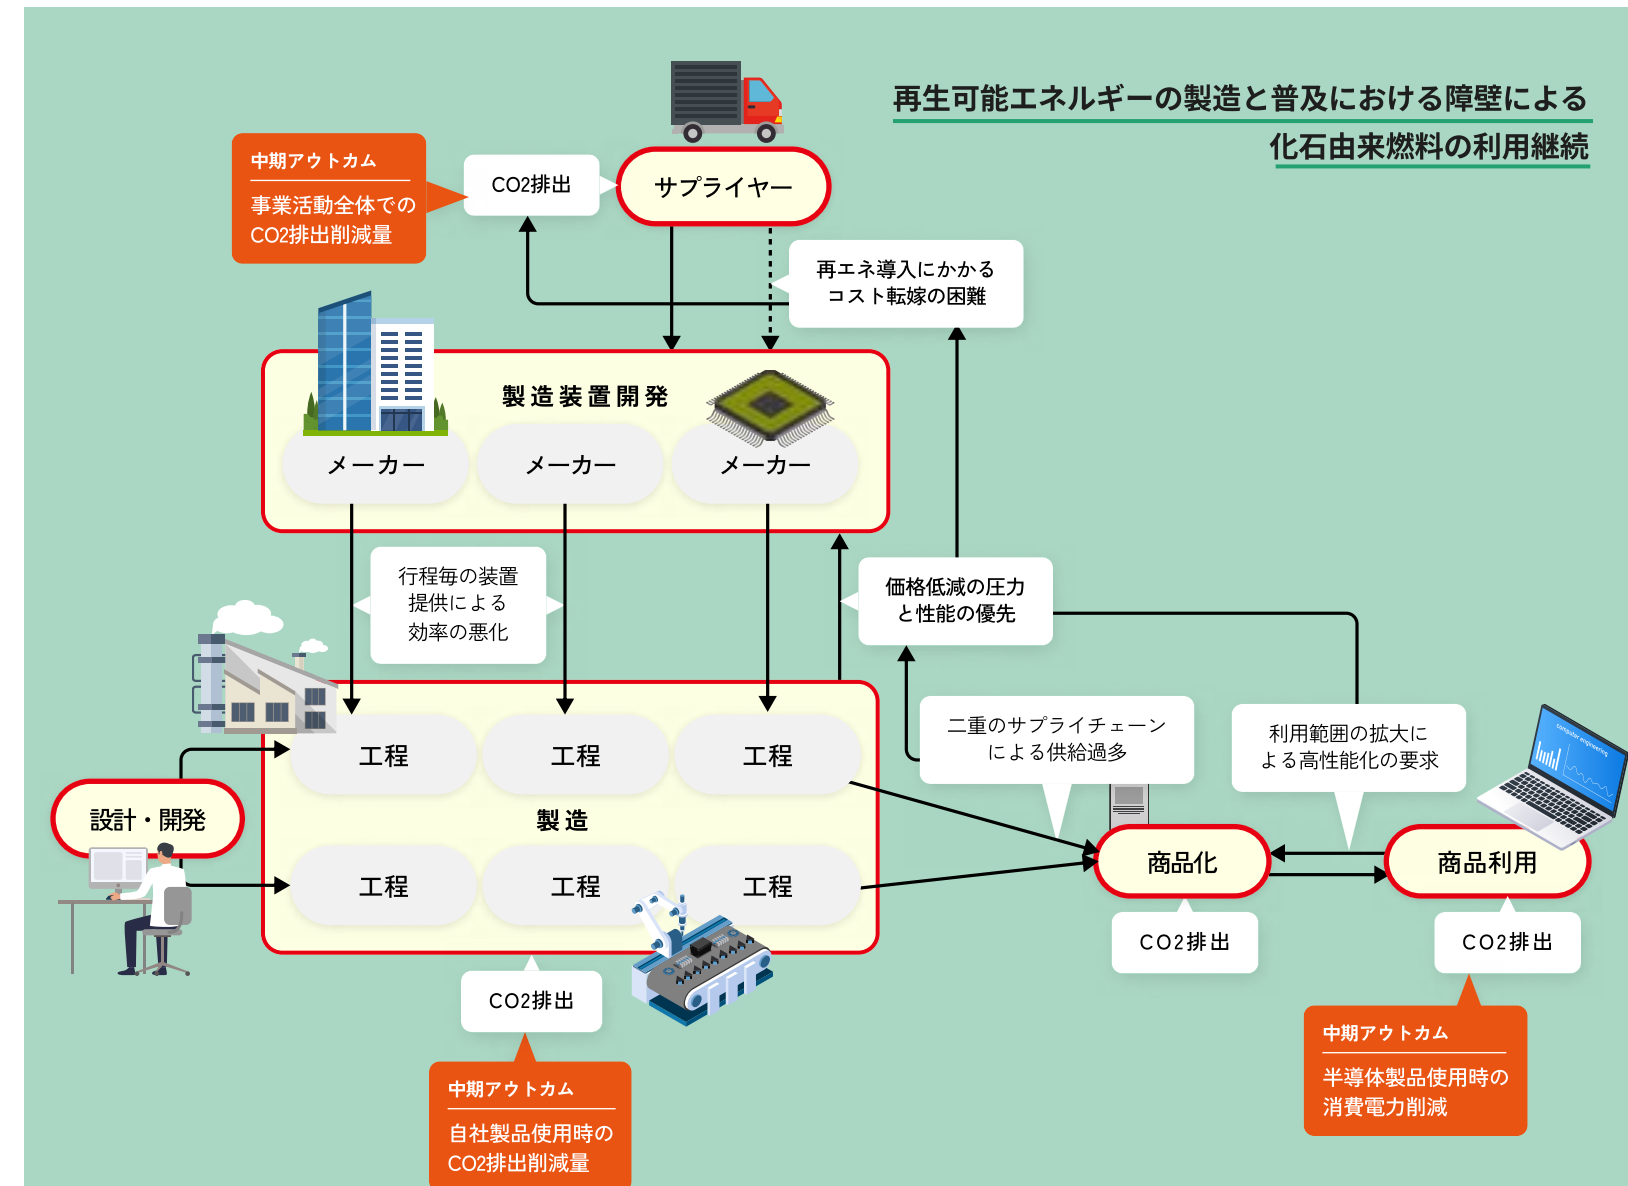 再生可能エネルギーの製造と普及における障壁による
化石由来燃料の利用継続
中期アウトカム
事業活動全体での
CO2排出削減量
CO2排出
サプライヤー
再エネ導入にかかる
コスト転嫁の困難
製造装置開発
メーカー
メーカー
メーカー
行程毎の装置
提供による
効率の悪化
価格低減の圧力
と性能の優先
二重のサプライチェーン
による供給過多
利用範囲の拡大に
よる高性能化の要求
computer engineering
工程
工程
工程
設計・開発
製造
工程
工程
工程
商品化
商品利用
CO2排出
CO2排出
CO2排出
中期アウトカム
自社製品使用時の
CO2排出削減量
中期アウトカム
半導体製品使用時の
消費電力削減